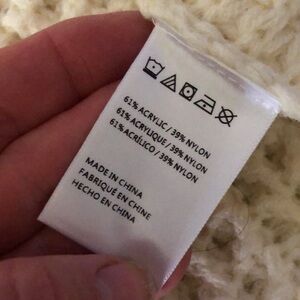 61% ACRYLIC / 39% NYLON
61% ACRYLIQUE / 39% NYLON
61% ACRÍLICO / 39% NYLON
MADE IN CHINA
FABRIQUE EN CHINE
HECHO EN CHINA